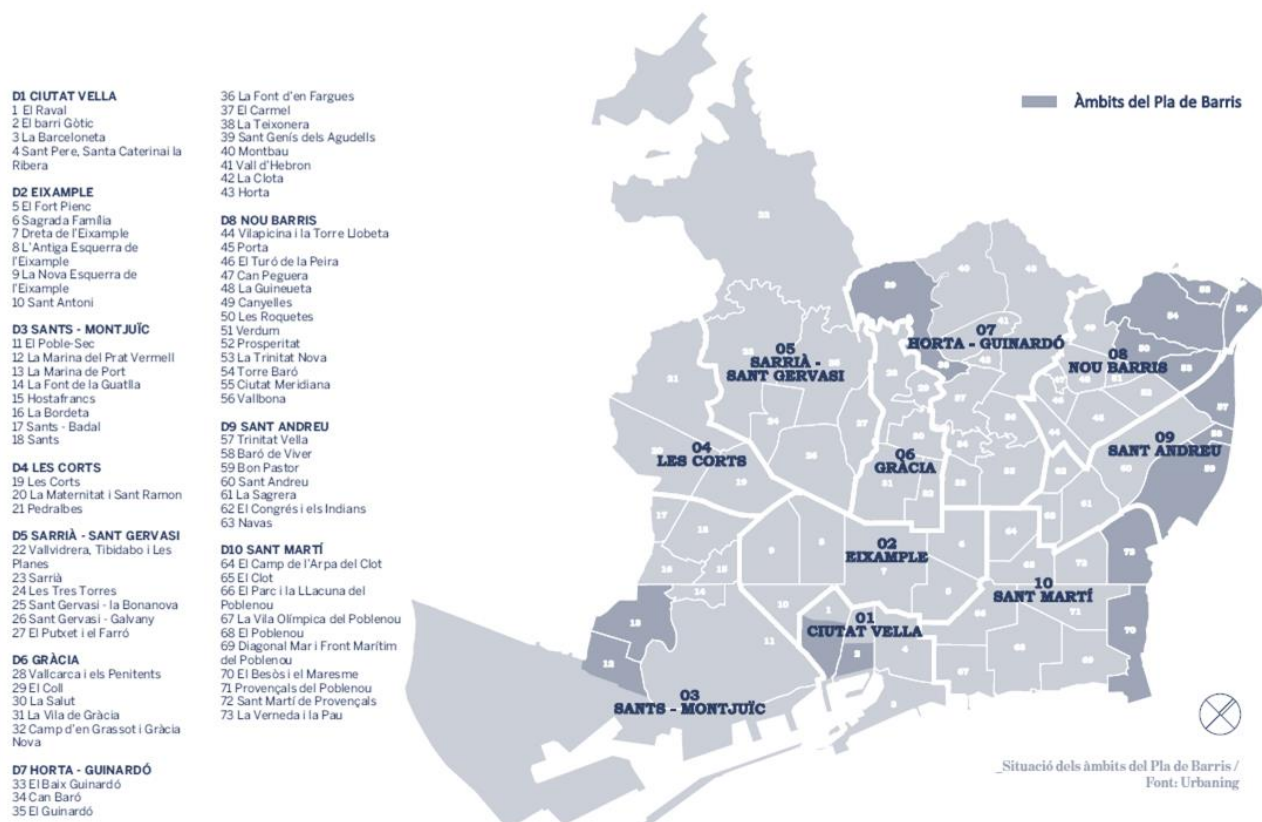 D1 CIUTAT VELLA
1 El Raval
2 El barri Gòtic
3 La Barceloneta
4 Sant Pere, Santa Caterinai la
Ribera
D2 EIXAMPLE
5 El Fort Pienc
6 Sagrada Família
7 Dreta de l'Eixample
8 L'Antiga Esquerra de
l'Eixample
9 La Nova Esquerra de
l'Eixample
10 Sant Antoni
D3 SANTS - MONTJUÏC
11 El Poble-Sec
12 La Marina del Prat Vermell
13 La Marina de Port
14 La Font de la Guatlla
15 Hostafrancs
16 La Bordeta
17 Sants - Badal
18 Sants
D4 LES CORTS
19 Les Corts
20 La Maternitat i Sant Ramon
21 Pedralbes
D5 SARRIÀ - SANT GERVASI
22 Vallvidrera, Tibidabo i Les
Planes
23 Sarrià
24 Les Tres Torres
25 Sant Gervasi - la Bonanova
26 Sant Gervasi - Galvany
27 El Putxet i el Farró
D6 GRÀCIA
28 Vallcarca i els Penitents
29 El Coll
30 La Salut
31 La Vila de Gràcia
32 Camp d'en Grassot i Gràcia
Nova
D7 HORTA - GUINARDÓ
33 El Baix Guinardó
34 Can Baró
35 El Guinardó
36 La Font d'en Fargues
37 El Carmel
38 La Teixonera
39 Sant Genís dels Agudells
40 Montbau
41 Vall d'Hebron
42 La Clota
43 Horta
D8 NOU BARRIS
44 Vilapicina i la Torre Llobeta
45 Porta
46 El Turó de la Peira
47 Can Peguera
48 La Guineueta
49 Canyelles
50 Les Roquetes
51 Verdum
52 Prosperitat
53 La Trinitat Nova
54 Torre Baró
55 Ciutat Meridiana
56 Vallbona
D9 SANT ANDREU
57 Trinitat Vella
58 Baró de Viver
59 Bon Pastor
60 Sant Andreu
61 La Sagrera
62 El Congrés i els Indians
63 Navas
D10 SANT MARTÍ
64 El Camp de l'Arpa del Clot
65 El Clot
66 El Parc i la LLacuna del
Poblenou
67 La Vila Olímpica del Poblenou
68 El Poblenou
69 Diagonal Mar i Front Marítim
del Poblenou
70 El Besòs i el Maresme
71 Provençals del Poblenou
72 Sant Martí de Provençals
73 La Verneda i la Pau
Àmbits del Pla de Barris
05
SARRIÀ -
SANT GERVASI
07
HORTA - GUINARDÓ
08
NOU BARRIS
04
LES CORTS
06
GRÀCIA
09
SANT ANDREU
02
EIXAMPLE
10
SANT MARTÍ
01
CIUTAT VELLA
03
SANTS - MONTJUÏC
_Situació dels àmbits del Pla de Barris /
Font: Urbaning